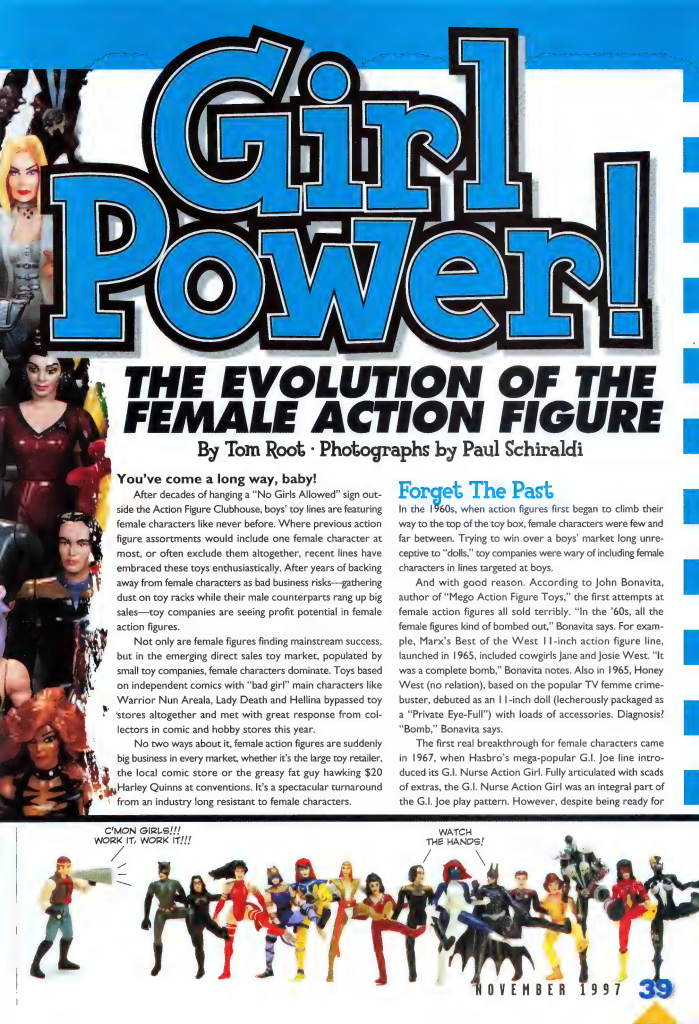 Girl
Power!
THE EVOLUTION OF THE
FEMALE ACTION FIGURE
By Tom Root · Photographs by Paul Schiraldi
You've come a long way, baby!
After decades of hanging a "No Girls Allowed" sign out-
side the Action Figure Clubhouse, boys' toy lines are featuring
female characters like never before. Where previous action
figure assortments would include one female character at
most, or often exclude them altogether, recent lines have
embraced these toys enthusiastically. After years of backing
away from female characters as bad business risks—gathering
dust on toy racks while their male counterparts rang up big
sales—toy companies are seeing profit potential in female
action figures.
Not only are female figures finding mainstream success,
but in the emerging direct sales toy market, populated by
small toy companies, female characters dominate. Toys based
on independent comics with "bad girl" main characters like
Warrior Nun Areala, Lady Death and Hellina bypassed toy
stores altogether and met with great response from col-
lectors in comic and hobby stores this year.
No two ways about it, female action figures are suddenly
big business in every market, whether it's the large toy retailer,
the local comic store or the greasy fat guy hawking $20
Harley Quinns at conventions. It's a spectacular turnaround
from an industry long resistant to female characters.
Forget The Past
In the 1960s, when action figures first began to climb their
way to the top of the toy box, female characters were few and
far between. Trying to win over a boys' market long unre-
ceptive to "dolls," toy companies were wary of including female
characters in lines targeted at boys.
And with good reason. According to John Bonavita,
author of "Mego Action Figure Toys," the first attempts at
female action figures all sold terribly. "In the '60s, all the
female figures kind of bombed out," Bonavita says. For exam-
ple, Marx's Best of the West 11-inch action figure line,
launched in 1965, included cowgirls Jane and Josie West. "It
was a complete bomb," Bonavita notes. Also in 1965, Honey
West (no relation), based on the popular TV femme crime-
buster, debuted as an 11-inch doll (lecherously packaged as
a "Private Eye-Full") with loads of accessories. Diagnosis?
"Bomb," Bonavita says.
The first real breakthrough for female characters came
in 1967, when Hasbro's mega-popular G.I. Joe line intro-
duced its G.I. Nurse Action Girl. Fully articulated with scads
of extras, the G.I. Nurse Action Girl was an integral part of
the G.I. Joe play pattern. However, despite being ready for
C'MON GIRLS!!!
WORK IT, WORK IT!!!
WATCH
THE HANDS!
NOVEMBER 1997 39